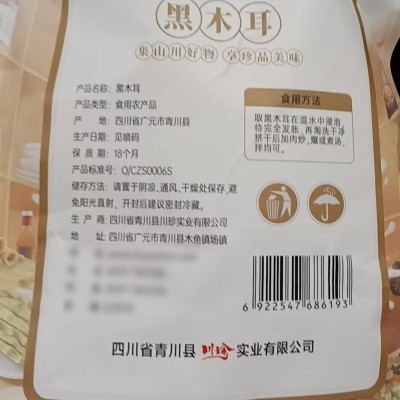 黑木耳
巢山川好物 享珍品美味
产品名称：黑木耳
产品类型：食用农产品
产 地：四川省广元市青川县
生产日期：见喷码
保 质 期：18个月
产品标准号：Q/CZS0006S
储存方法：请置于阴凉，通风，干燥处保存，避
免阳光直射，开封后建议密封冷藏。
生 产 商：四川省青川县川珍实业有限公司
地 址：四川省广元市青川县木鱼镇场镇
食用方法
取黑木耳在温水中浸泡，
待完全发胀，再淘洗干净
挤干后加肉炒，爆或煮汤，
拌均可。
6 922547 686193
四川省青川县 川珍 实业有限公司